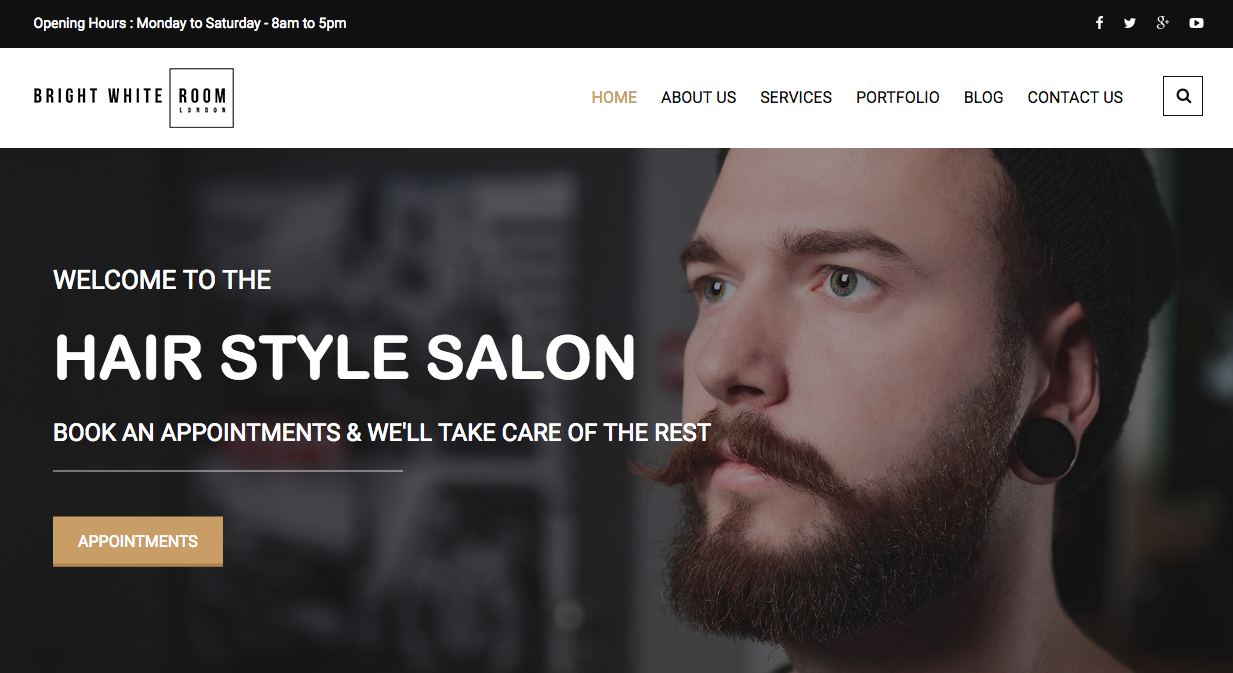 Opening Hours : Monday to Saturday - 8am to 5pm
BRIGHT WHITE ROOM
LONDON
HOME ABOUT US SERVICES PORTFOLIO BLOG CONTACT US
WELCOME TO THE
HAIR STYLE SALON
BOOK AN APPOINTMENTS & WE'LL TAKE CARE OF THE REST
APPOINTMENTS